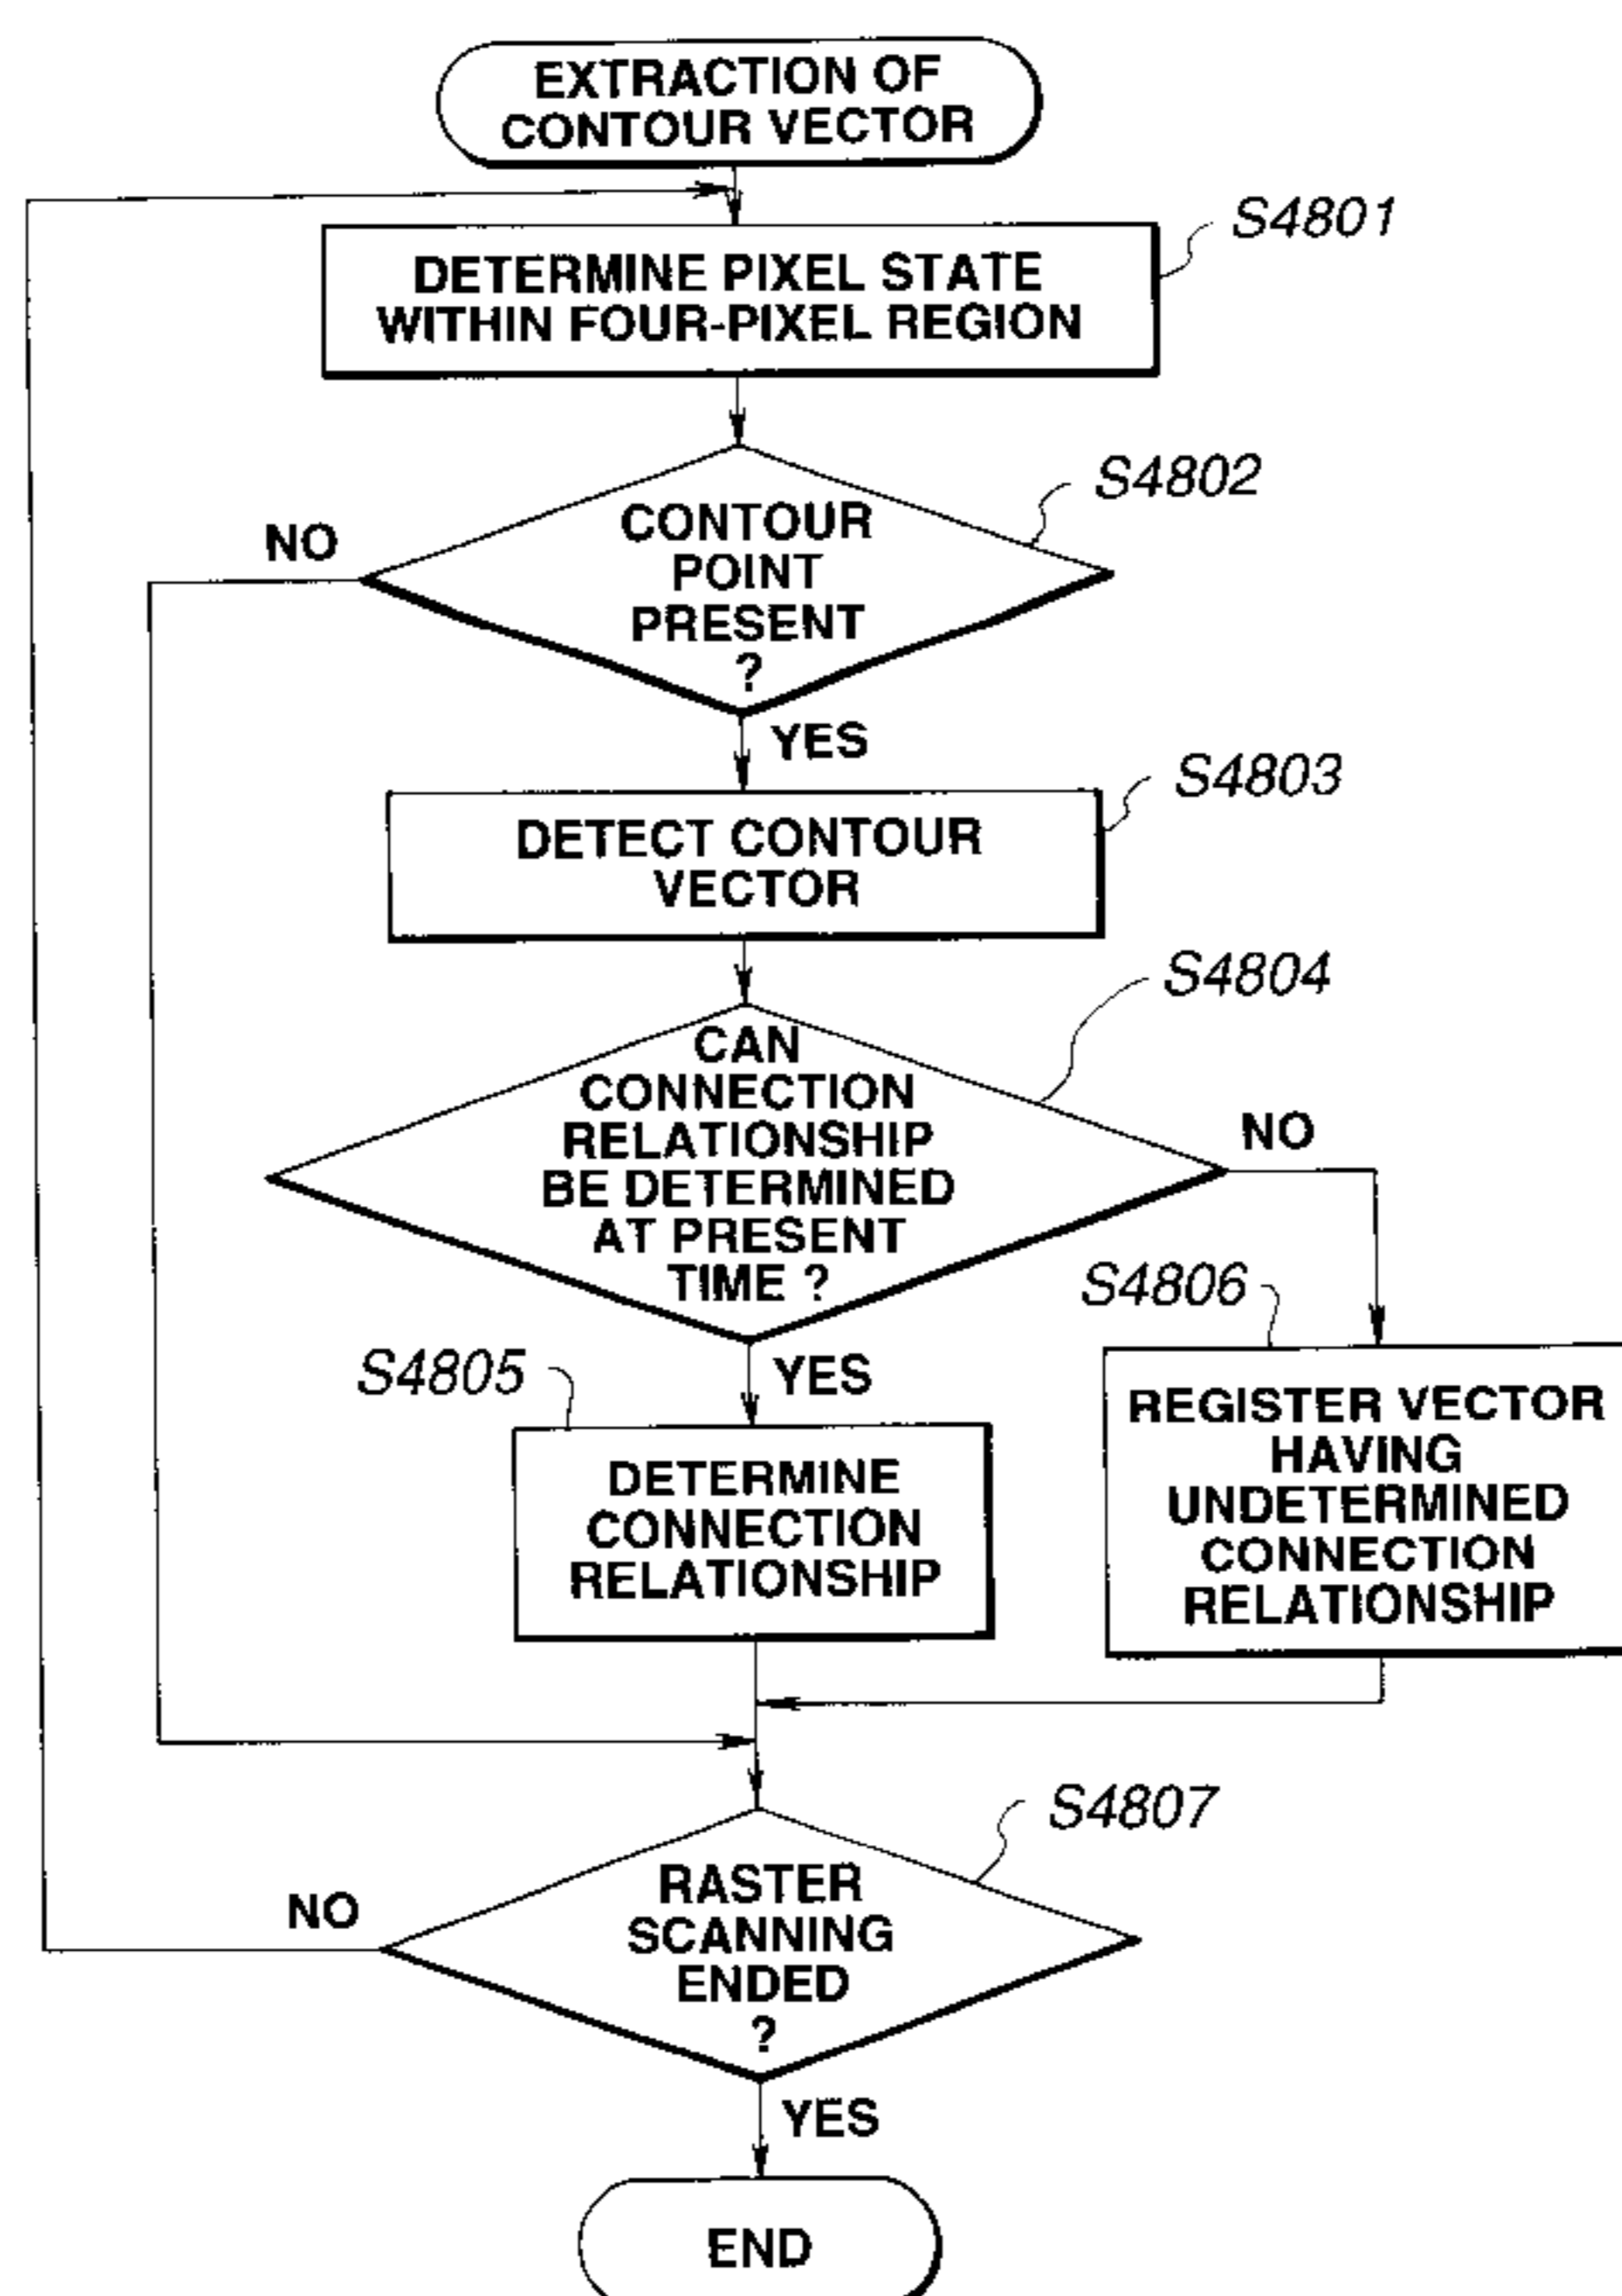 EXTRACTION OF
CONTOUR VECTOR
S4801
DETERMINE PIXEL STATE
WITHIN FOUR-PIXEL REGION
S4802
NO
CONTOUR
POINT
PRESENT
?
YES
S4803
DETECT CONTOUR
VECTOR
S4804
CAN
CONNECTION
RELATIONSHIP
BE DETERMINED
AT PRESENT
TIME ?
NO
S4806
YES
S4805
REGISTER VECTOR
HAVING
UNDETERMINED
CONNECTION
RELATIONSHIP
DETERMINE
CONNECTION
RELATIONSHIP
S4807
NO
RASTER
SCANNING
ENDED
?
YES
END